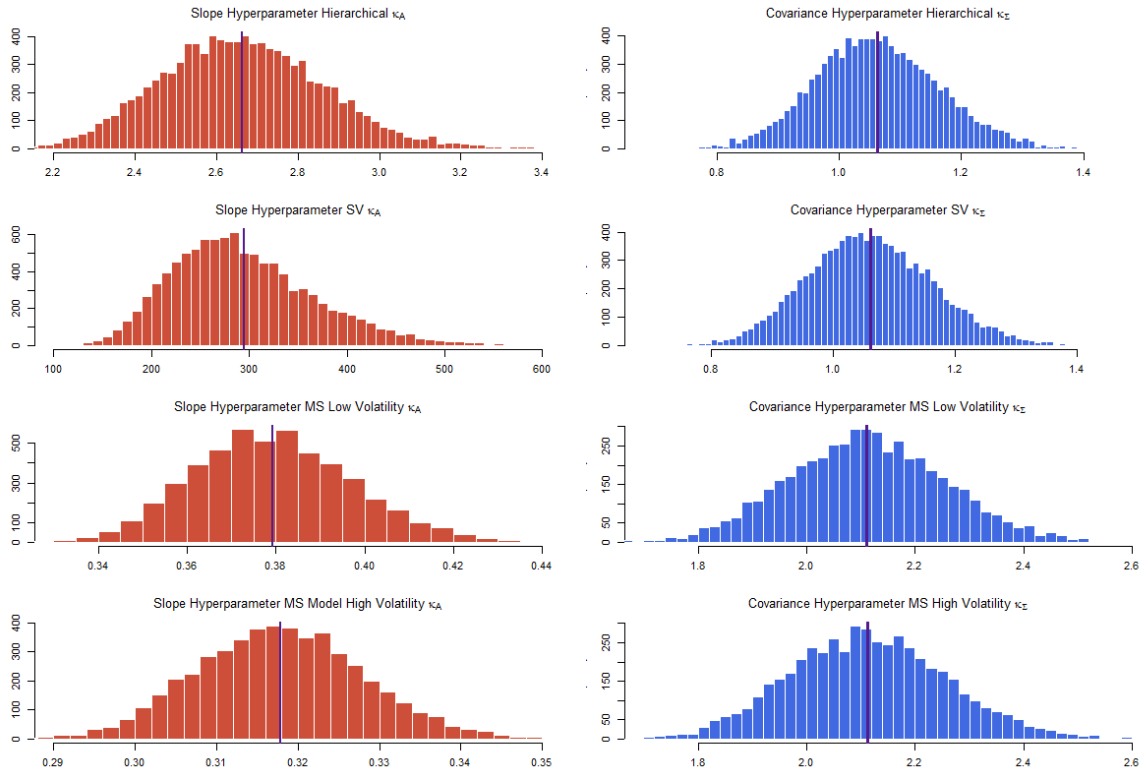 Slope Hyperparameter Hierarchical κA
0 100 200 300 400
2.2 2.4 2.6 2.8 3.0 3.2 3.4
Covariance Hyperparameter Hierarchical κΣ
0 100 200 300 400
0.8 1.0 1.2 1.4
Slope Hyperparameter SV κA
0 200 400 600
100 200 300 400 500 600
Covariance Hyperparameter SV κΣ
0 100 200 300 400
0.8 1.0 1.2 1.4
Slope Hyperparameter MS Low Volatility κA
0 100 300 500
0.34 0.36 0.38 0.40 0.42 0.44
Covariance Hyperparameter MS Low Volatility κΣ
0 50 150 250
1.8 2.0 2.2 2.4 2.6
Slope Hyperparameter MS Model High Volatility κA
0 100 200 300 400
0.29 0.30 0.31 0.32 0.33 0.34 0.35
Covariance Hyperparameter MS High Volatility κΣ
0 50 150 250
1.8 2.0 2.2 2.4 2.6